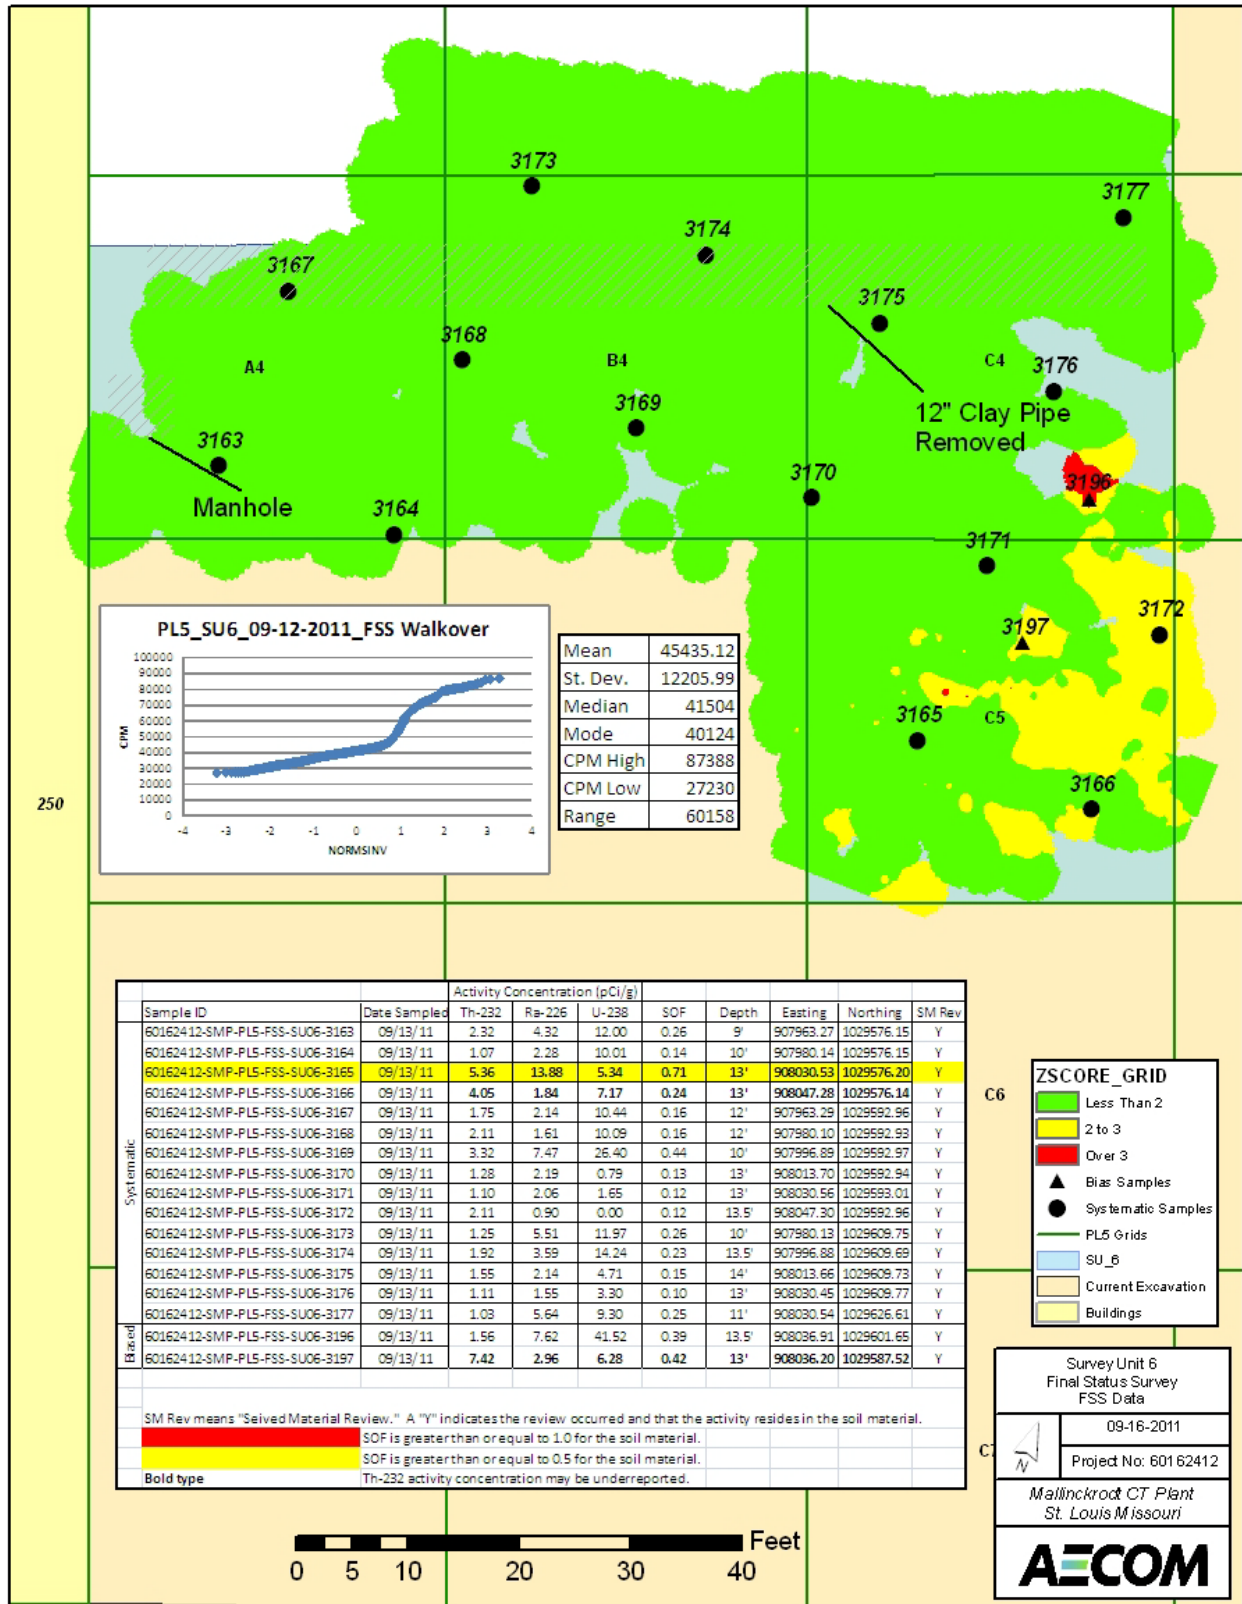 3173
3177
3174
3167
3175
3168
A4
B4
C4
3176
3169
12" Clay Pipe
Removed
3163
3170
3196
Manhole
3164
3171
3172
3197
3165
C5
3166
250
PL5_SU6_09-12-2011_FSS Walkover
CPM
100000
90000
80000
70000
60000
50000
40000
30000
20000
10000
0
-4 -3 -2 -1 0 1 2 3 4
NORMSINV
Mean 45435.12
St. Dev. 12205.99
Median 41504
Mode 40124
CPM High 87388
CPM Low 27230
Range 60158
Activity Concentration (pCi/g)
Sample ID Date Sampled Th-232 Ra-226 U-238 SOF Depth Easting Northing SM Rev
Systematic
60162412-SMP-PL5-FSS-SU06-3163 09/13/11 2.32 4.32 12.00 0.26 9' 907963.27 1029576.15 Y
60162412-SMP-PL5-FSS-SU06-3164 09/13/11 1.07 2.28 10.01 0.14 10' 907980.14 1029576.15 Y
60162412-SMP-PL5-FSS-SU06-3165 09/13/11 5.36 13.88 5.34 0.71 13' 908030.53 1029576.20 Y
60162412-SMP-PL5-FSS-SU06-3166 09/13/11 4.05 1.84 7.17 0.24 13' 908047.28 1029576.14 Y
60162412-SMP-PL5-FSS-SU06-3167 09/13/11 1.75 2.14 10.44 0.16 12' 907963.29 1029592.96 Y
60162412-SMP-PL5-FSS-SU06-3168 09/13/11 2.11 1.61 10.09 0.16 12' 907980.10 1029592.93 Y
60162412-SMP-PL5-FSS-SU06-3169 09/13/11 3.32 7.47 26.40 0.44 10' 907996.89 1029592.97 Y
60162412-SMP-PL5-FSS-SU06-3170 09/13/11 1.28 2.19 0.79 0.13 13' 908013.70 1029592.94 Y
60162412-SMP-PL5-FSS-SU06-3171 09/13/11 1.10 2.06 1.65 0.12 13' 908030.56 1029593.01 Y
60162412-SMP-PL5-FSS-SU06-3172 09/13/11 2.11 0.90 0.00 0.12 13.5' 908047.30 1029592.96 Y
60162412-SMP-PL5-FSS-SU06-3173 09/13/11 1.25 5.51 11.97 0.26 10' 907980.13 1029609.75 Y
60162412-SMP-PL5-FSS-SU06-3174 09/13/11 1.92 3.59 14.24 0.23 13.5' 907996.88 1029609.69 Y
60162412-SMP-PL5-FSS-SU06-3175 09/13/11 1.55 2.14 4.71 0.15 14' 908013.66 1029609.73 Y
60162412-SMP-PL5-FSS-SU06-3176 09/13/11 1.11 1.55 3.30 0.10 13' 908030.45 1029609.77 Y
60162412-SMP-PL5-FSS-SU06-3177 09/13/11 1.03 5.64 9.30 0.25 11' 908030.54 1029626.61 Y
Biased
60162412-SMP-PL5-FSS-SU06-3196 09/13/11 1.56 7.62 41.52 0.39 13.5' 908036.91 1029601.65 Y
60162412-SMP-PL5-FSS-SU06-3197 09/13/11 7.42 2.96 6.28 0.42 13' 908036.20 1029587.52 Y
SM Rev means "Seived Material Review." A "Y" indicates the review occurred and that the activity resides in the soil material.
SOF is greater than or equal to 1.0 for the soil material.
SOF is greater than or equal to 0.5 for the soil material.
Bold type Th-232 activity concentration may be underreported.
C6
ZSCORE_GRID
Less Than 2
2 to 3
Over 3
Bias Samples
Systematic Samples
PL5 Grids
SU_6
Current Excavation
Buildings
Survey Unit 6
Final Status Survey
FSS Data
09-16-2011
N
Project No: 60162412
Mallinckrodt CT Plant
St. Louis Missouri
AECOM
Feet
0 5 10 20 30 40